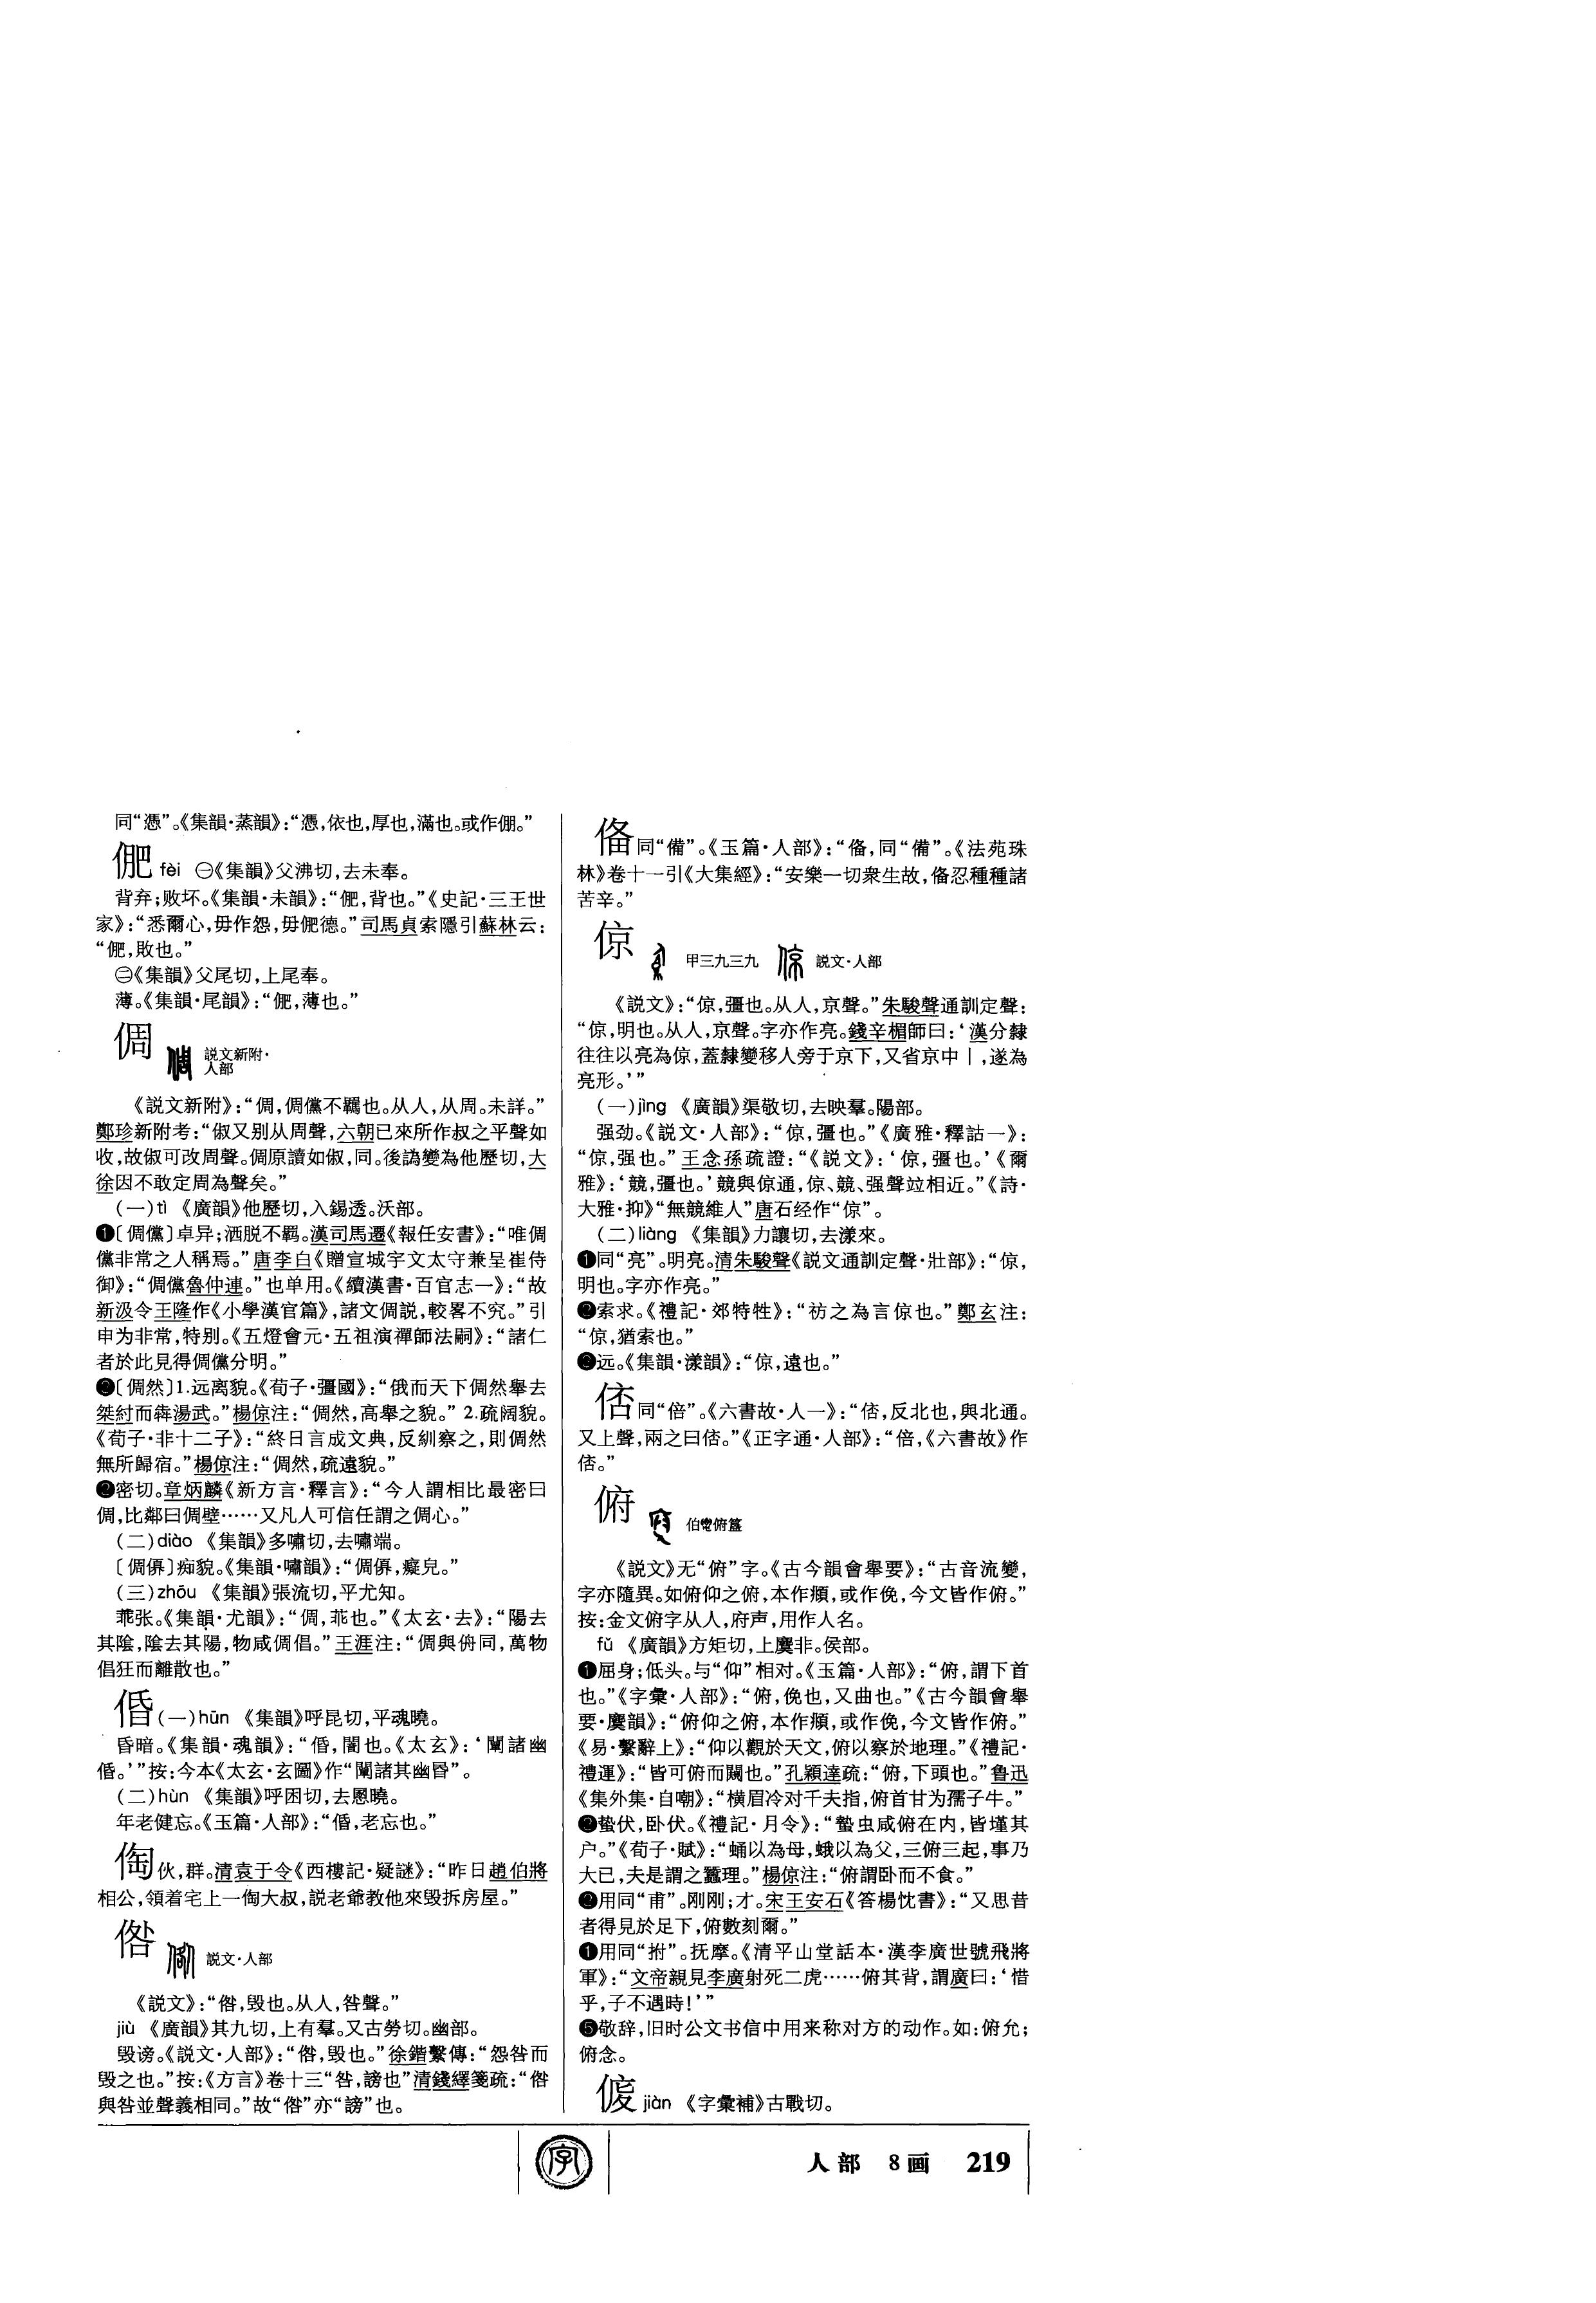 同“憑”。《集韻·蒸韻》：“憑，依也，厚也，滿也。或作倗。”
俷 fèi ㊀《集韻》父沸切，去未奉。
背弃；败坏。《集韻·未韻》：“俷，背也。”《史記·三王世
家》：“悉爾心，毋作怨，毋俷德。”司馬貞索隱引蘇林云：
“俷，敗也。”
㊁《集韻》父尾切，上尾奉。
薄。《集韻·尾韻》：“俷，薄也。”
倜 説文新附·
人部
《説文新附》：“倜，倜儻不羈也。从人，从周。未詳。”
鄭珍新附考：“俶又别从周聲，六朝已來所作叔之平聲如
收，故俶可改周聲。倜原讀如俶，同。後譌變為他歷切，大
徐因不敢定周為聲矣。”
（一）tì 《廣韻》他歷切，入錫透。沃部。
❶〔倜儻〕卓异；洒脱不羁。漢司馬遷《報任安書》：“唯倜
儻非常之人稱焉。”唐李白《贈宣城宇文太守兼呈崔侍
御》：“倜儻魯仲連。”也单用。《續漢書·百官志一》：“故
新汲令王隆作《小學漢官篇》，諸文倜説，較畧不究。”引
申为非常，特别。《五燈會元·五祖演禪師法嗣》：“諸仁
者於此見得倜儻分明。”
❷〔倜然〕1.远离貌。《荀子·彊國》：“俄而天下倜然舉去
桀紂而犇湯武。”楊倞注：“倜然，高舉之貌。” 2.疏阔貌。
《荀子·非十二子》：“終日言成文典，反紃察之，則倜然
無所歸宿。”楊倞注：“倜然，疏遠貌。”
❷密切。章炳麟《新方言·釋言》：“今人謂相比最密曰
倜，比鄰曰倜壁……又凡人可信任謂之倜心。”
（二）diào 《集韻》多嘯切，去嘯端。
〔倜㑯〕痴貌。《集韻·嘯韻》：“倜㑯，癡皃。”
（三）zhōu 《集韻》張流切，平尤知。
乖张。《集韻·尤韻》：“倜，乖也。”《太玄·去》：“陽去
其陰，陰去其陽，物咸倜倡。”王涯注：“倜與侜同，萬物
倡狂而離散也。”
偣（一）hūn 《集韻》呼昆切，平魂曉。
昏暗。《集韻·魂韻》：“㑮，闇也。《太玄》：‘闡諸幽
㑮。’”按：今本《太玄·玄圖》作“闡諸其幽昏”。
（二）hùn 《集韻》呼困切，去慁曉。
年老健忘。《玉篇·人部》：“㑮，老忘也。”
㑽 伙，群。清袁于令《西樓記·疑謎》：“昨日趙伯將
相公，領着宅上一㑽大叔，説老爺教他來毁拆房屋。”
倃 説文·人部
《説文》：“倃，毁也。从人，咎聲。”
jiù 《廣韻》其九切，上有羣。又古勞切。幽部。
毁谤。《説文·人部》：“倃，毁也。”徐鍇繫傳：“怨咎而
毁之也。”按：《方言》卷十三“咎，謗也”清錢繹箋疏：“倃
與咎並聲義相同。”故“倃”亦“謗”也。
俻同“備”。《玉篇·人部》：“俻，同“備”。《法苑珠
林》卷十一引《大集經》：“安樂一切衆生故，俻忍種種諸
苦辛。”
倞 甲三九三九 説文·人部
《説文》：“倞，彊也。从人，京聲。”朱駿聲通訓定聲：
“倞，明也。从人，京聲。字亦作亮。錢辛楣師曰：‘漢分隸
往往以亮為倞，蓋隸變移人旁于京下，又省京中丨，遂為
亮形。’”
（一）jìng 《廣韻》渠敬切，去映羣。陽部。
强劲。《説文·人部》：“倞，彊也。”《廣雅·釋詁一》：
“倞，强也。”王念孫疏證：“《説文》：‘倞，彊也。’《爾
雅》：‘競，彊也。’競與倞通，倞、競、强聲竝相近。”《詩·
大雅·抑》“無競維人”唐石经作“倞”。
（二）liàng 《集韻》力讓切，去漾來。
❶同“亮”。明亮。清朱駿聲《説文通訓定聲·壯部》：“倞，
明也。字亦作亮。”
❷索求。《禮記·郊特牲》：“祊之為言倞也。”鄭玄注：
“倞，猶索也。”
❷远。《集韻·漾韻》：“倞，遠也。”
同“倍”。《六書故·人一》：“，反北也，與北通。
又上聲，兩之曰。”《正字通·人部》：“倍，《六書故》作
。”
俯 伯俯簋
《説文》无“俯”字。《古今韻會舉要》：“古音流變，
字亦隨異。如俯仰之俯，本作頫，或作俛，今文皆作俯。”
按：金文俯字从人，府声，用作人名。
fǔ 《廣韻》方矩切，上麌非。侯部。
❶屈身；低头。与“仰”相对。《玉篇·人部》：“俯，謂下首
也。”《字彙·人部》：“俯，俛也，又曲也。”《古今韻會舉
要·麌韻》：“俯仰之俯，本作頫，或作俛，今文皆作俯。”
《易·繫辭上》：“仰以觀於天文，俯以察於地理。”《禮記·
禮運》：“皆可俯而闚也。”孔穎達疏：“俯，下頭也。”鲁迅
《集外集·自嘲》：“横眉冷对千夫指，俯首甘为孺子牛。”
❷蛰伏，卧伏。《禮記·月令》：“蟄虫咸俯在内，皆墐其
户。”《荀子·賦》：“蛹以為母，蛾以為父，三俯三起，事乃
大已，夫是謂之蠶理。”楊倞注：“俯謂卧而不食。”
❷用同“甫”。刚刚；才。宋王安石《答楊忱書》：“又思昔
者得見於足下，俯數刻爾。”
❶用同“拊”。抚摩。《清平山堂話本·漢李廣世號飛將
軍》：“文帝親見李廣射死二虎……俯其背，謂廣曰：‘惜
乎，子不遇時！’”
❺敬辞，旧时公文书信中用来称对方的动作。如：俯允；
俯念。
jiàn 《字彙補》古戰切。
字
人部 8画 219